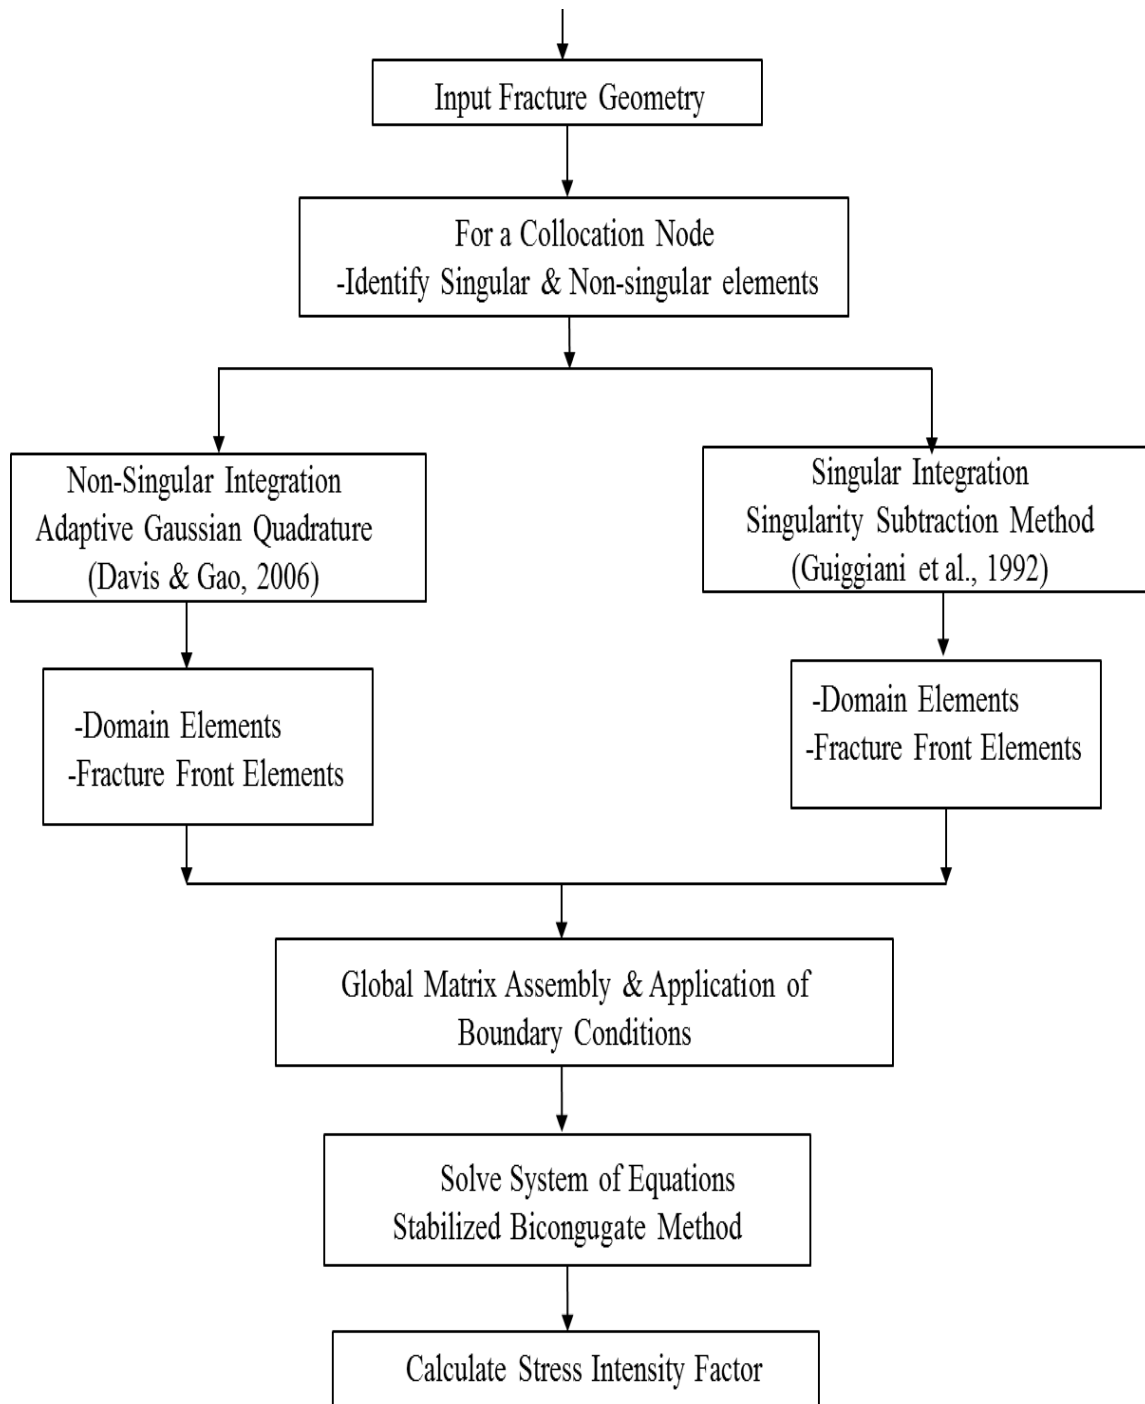 Input Fracture Geometry
For a Collocation Node
-Identify Singular & Non-singular elements
Non-Singular Integration
Adaptive Gaussian Quadrature
(Davis & Gao, 2006)
Singular Integration
Singularity Subtraction Method
(Guiggiani et al., 1992)
-Domain Elements
-Fracture Front Elements
-Domain Elements
-Fracture Front Elements
Global Matrix Assembly & Application of
Boundary Conditions
Solve System of Equations
Stabilized Bicongugate Method
Calculate Stress Intensity Factor